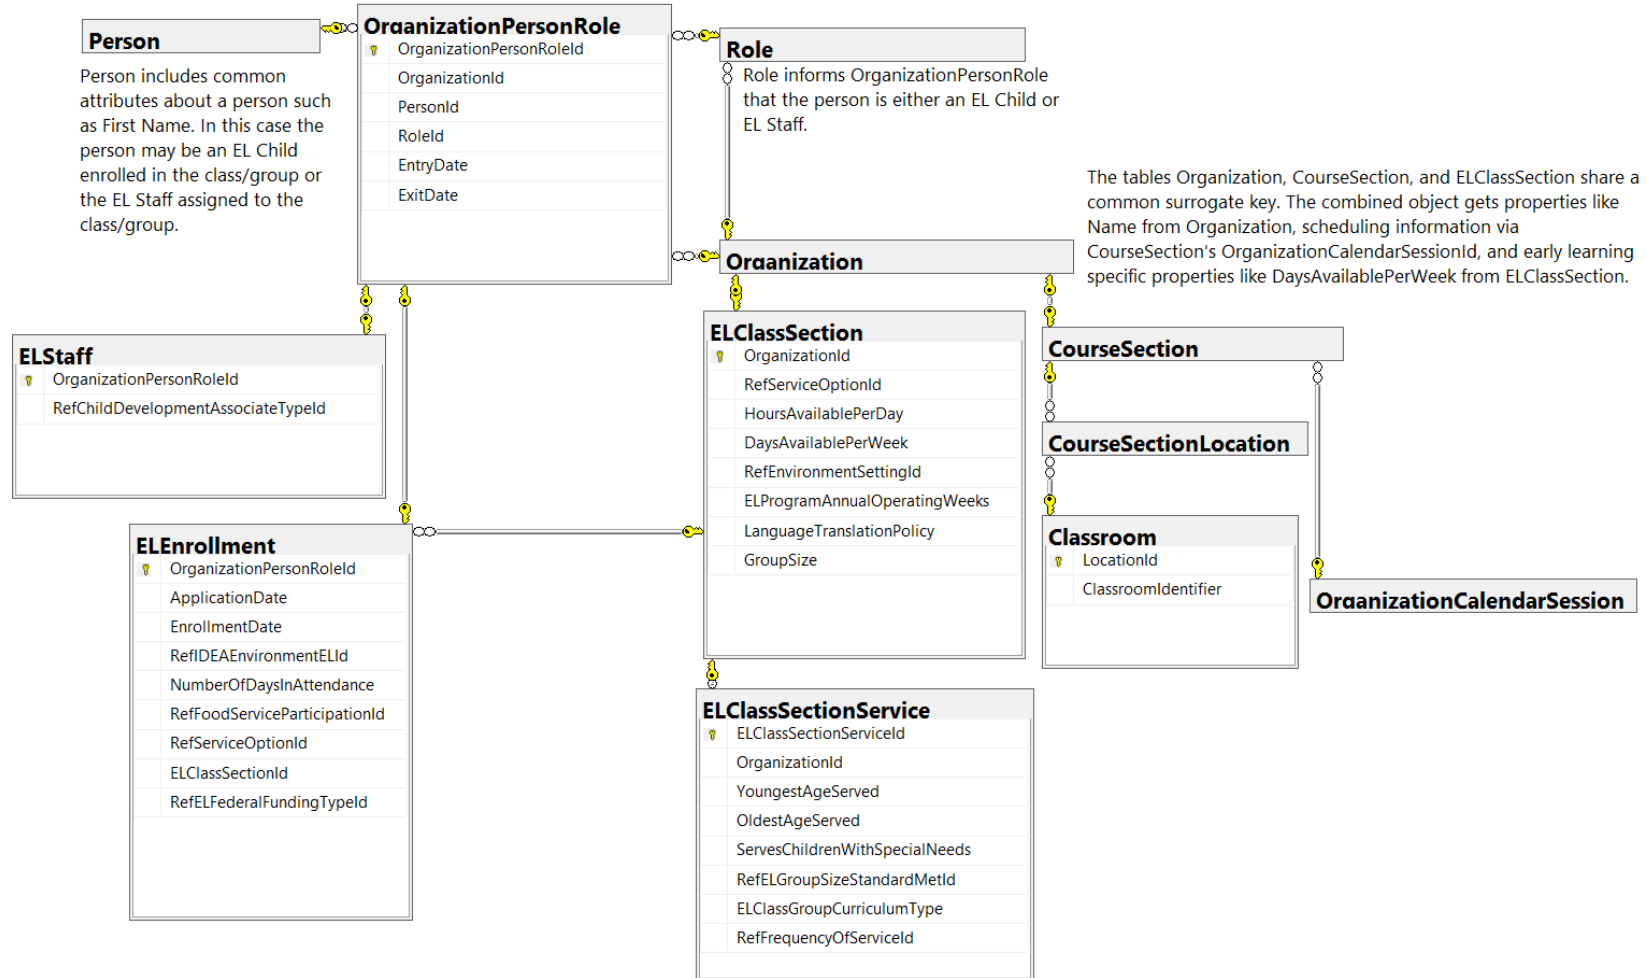 Person
Person includes common
attributes about a person such
as First Name. In this case the
person may be an EL Child
enrolled in the class/group or
the EL Staff assigned to the
class/group.
OrganizationPersonRole
OrganizationPersonRoleId
OrganizationId
PersonId
RoleId
EntryDate
ExitDate
Role
Role informs OrganizationPersonRole
that the person is either an EL Child or
EL Staff.
The tables Organization, CourseSection, and ELClassSection share a
common surrogate key. The combined object gets properties like
Name from Organization, scheduling information via
CourseSection's OrganizationCalendarSessionId, and early learning
specific properties like DaysAvailablePerWeek from ELClassSection.
Organization
ELStaff
OrganizationPersonRoleId
RefChildDevelopmentAssociateTypeId
ELClassSection
OrganizationId
RefServiceOptionId
HoursAvailablePerDay
DaysAvailablePerWeek
RefEnvironmentSettingId
ELProgramAnnualOperatingWeeks
LanguageTranslationPolicy
GroupSize
CourseSection
CourseSectionLocation
Classroom
LocationId
ClassroomIdentifier
OrganizationCalendarSession
ELEnrollment
OrganizationPersonRoleId
ApplicationDate
EnrollmentDate
RefIDEAEnvironmentELId
NumberOfDaysInAttendance
RefFoodServiceParticipationId
RefServiceOptionId
ELClassSectionId
RefELFederalFundingTypeId
ELClassSectionService
ELClassSectionServiceId
OrganizationId
YoungestAgeServed
OldestAgeServed
ServesChildrenWithSpecialNeeds
RefELGroupSizeStandardMetId
ELClassGroupCurriculumType
RefFrequencyOfServiceId